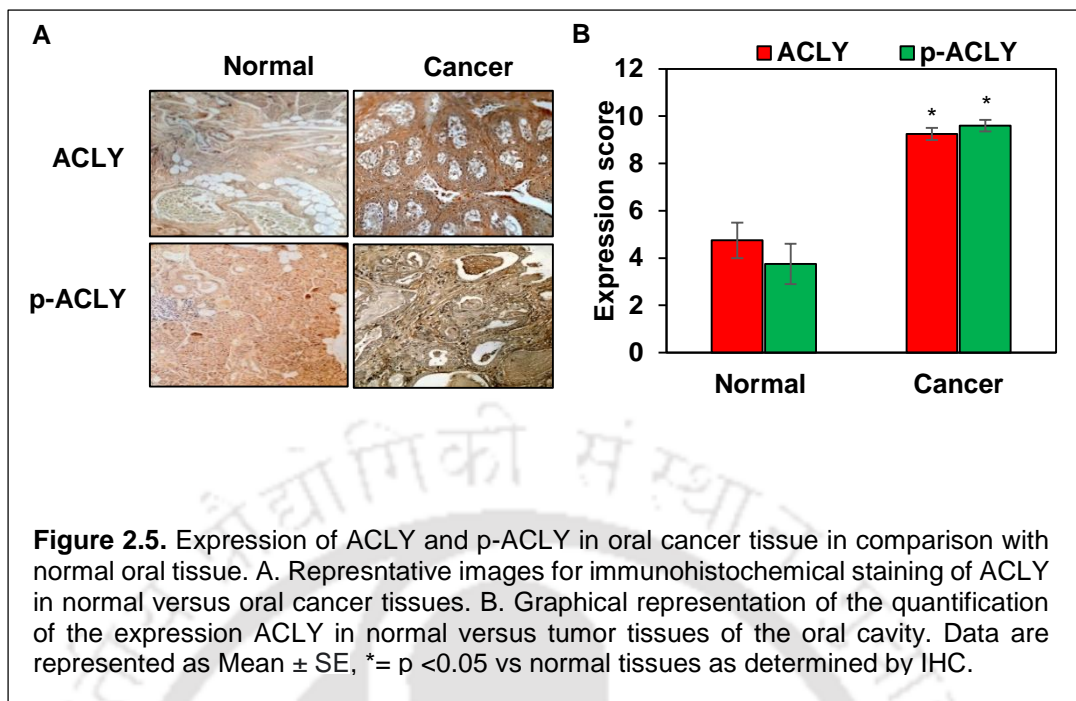 A
Normal Cancer
ACLY
p-ACLY
B
ACLY p-ACLY
12
10
8
6
4
2
0
Expression score
* *
Normal Cancer
Figure 2.5. Expression of ACLY and p-ACLY in oral cancer tissue in comparison with
normal oral tissue. A. Represntative images for immunohistochemical staining of ACLY
in normal versus oral cancer tissues. B. Graphical representation of the quantification
of the expression ACLY in normal versus tumor tissues of the oral cavity. Data are
represented as Mean ± SE, *= p <0.05 vs normal tissues as determined by IHC.